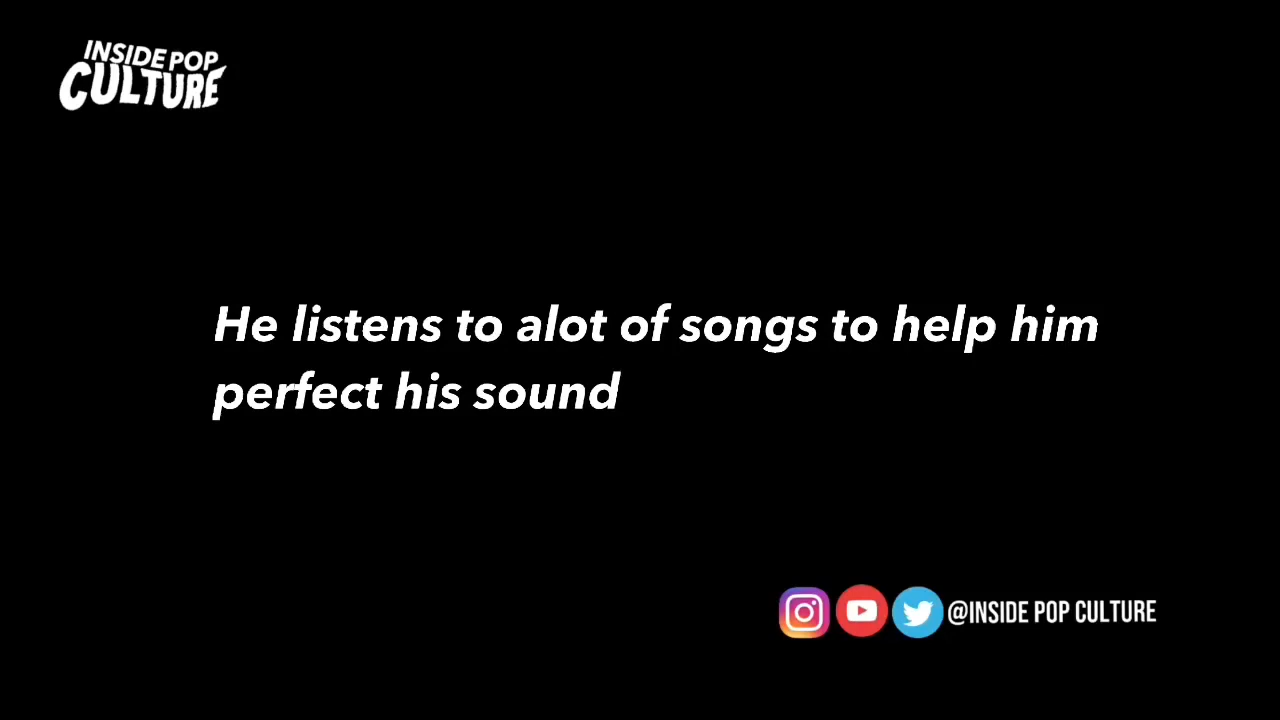 INSIDE POP
CULTURE
He listens to alot of songs to help him
perfect his sound
@INSIDE POP CULTURE